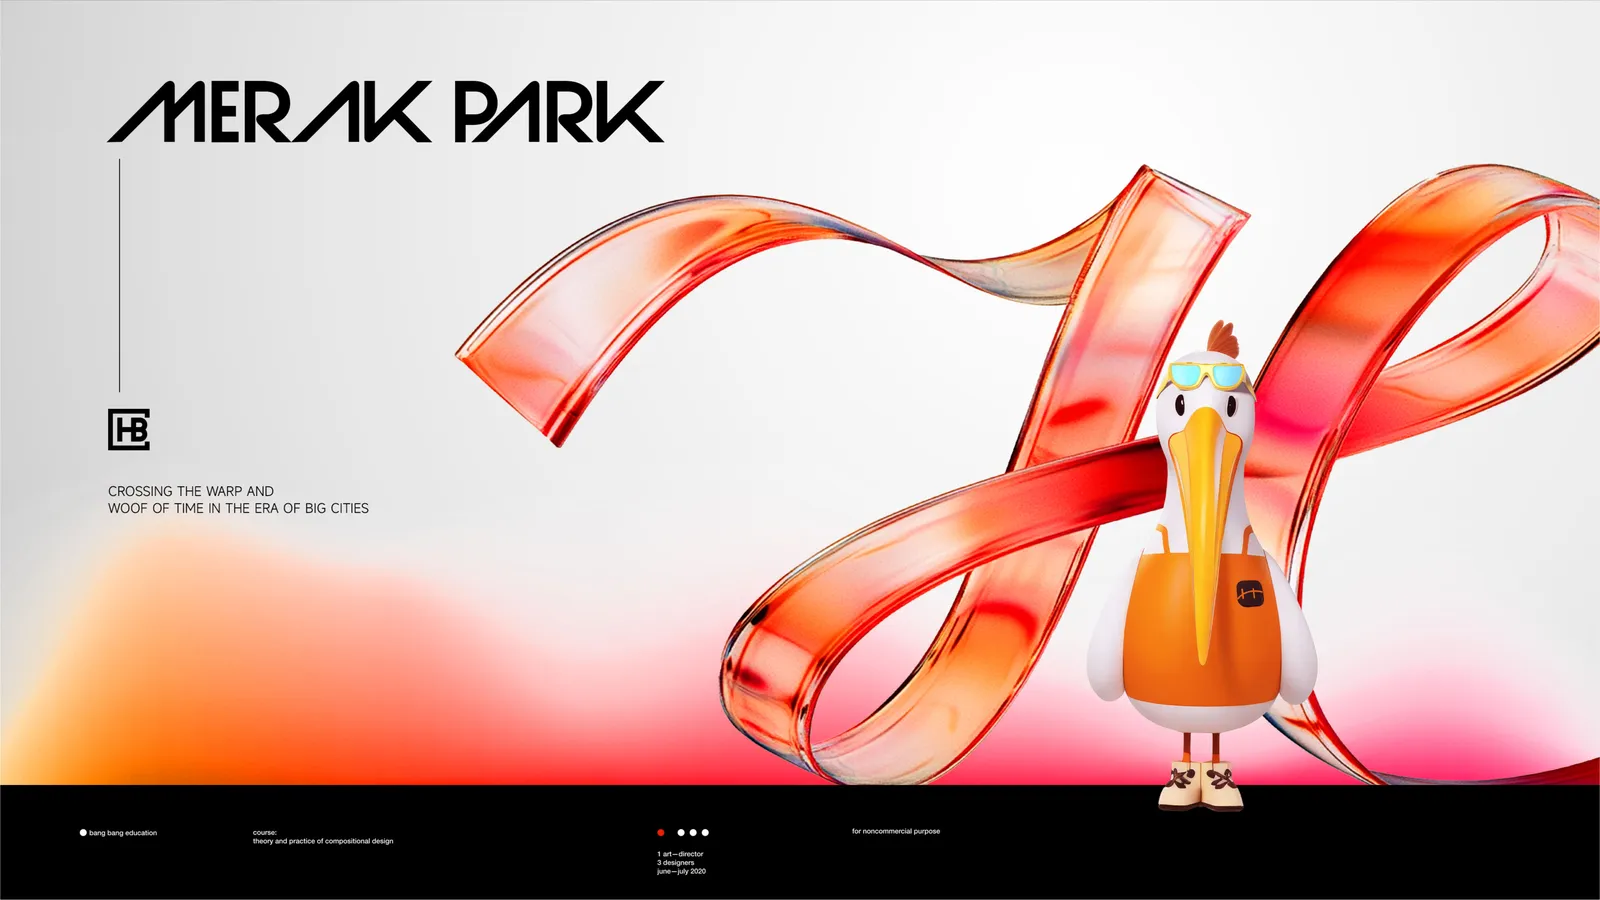 MERAK PARK
HB
CROSSING THE WARP AND
WOOF OF TIME IN THE ERA OF BIG CITIES
bang bang education
course:
theory and practice of compositional design
1 art—director
3 designers
june—july 2020
for noncommercial purpose